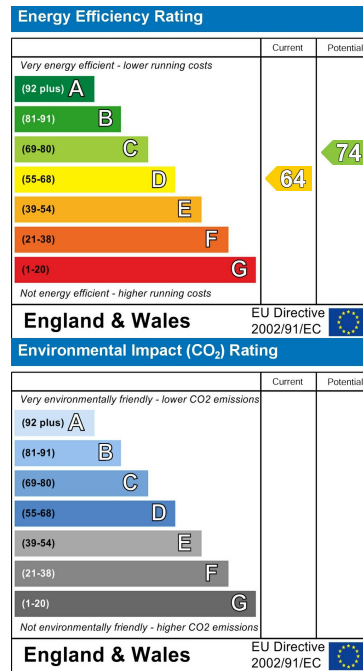 Energy Efficiency Rating
Current Potential
Very energy efficient - lower running costs
(92 plus) A
(81-91) B
(69-80) C
74
(55-68) D
64
(39-54) E
(21-38) F
(1-20) G
Not energy efficient - higher running costs
England & Wales
EU Directive
2002/91/EC
Environmental Impact (CO₂) Rating
Current Potential
Very environmentally friendly - lower CO2 emissions
(92 plus) A
(81-91) B
(69-80) C
(55-68) D
(39-54) E
(21-38) F
(1-20) G
Not environmentally friendly - higher CO2 emissions
England & Wales
EU Directive
2002/91/EC